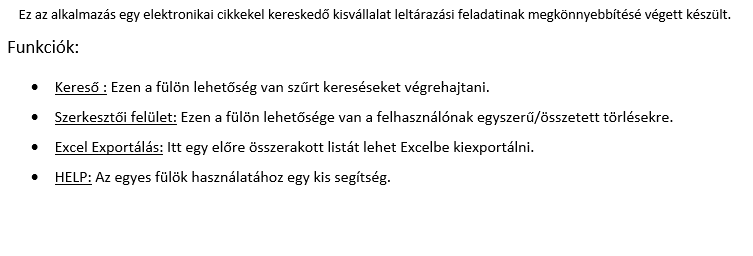 Ez az alkalmazás egy elektronikai cikkekel kereskedő kisvállalat leltárazási feladatinak megkönnyebbítésé végett készült.
Funkciók:
• Kereső : Ezen a fülön lehetőség van szűrt kereséseket végrehajtani.
• Szerkesztői felület: Ezen a fülön lehetősége van a felhasználónak egyszerű/összetett törlésekre.
• Excel Exportálás: Itt egy előre összerakott listát lehet Excelbe kiexportálni.
• HELP: Az egyes fülök használatához egy kis segítség.